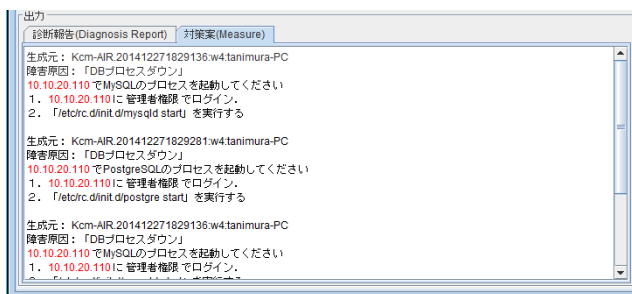 出力
診断報告(Diagnosis Report) 対策案(Measure)
生成元： Kcm-AIR.201412271829136:w4:tanimura-PC
障害原因：「DBプロセスダウン」
10.10.20.110 でMySQLのプロセスを起動してください
１．10.10.20.110に 管理者権限 でログイン．
２．「/etc/rc.d/init.d/mysqld start」を実行する
生成元： Kcm-AIR.201412271829281:w4:tanimura-PC
障害原因：「DBプロセスダウン」
10.10.20.110 でPostgreSQLのプロセスを起動してください
１．10.10.20.110に 管理者権限 でログイン．
２．「/etc/rc.d/init.d/postgre start」を実行する
生成元： Kcm-AIR.201412271829136:w4:tanimura-PC
障害原因：「DBプロセスダウン」
10.10.20.110 でMySQLのプロセスを起動してください
１．10.10.20.110に 管理者権限 でログイン．